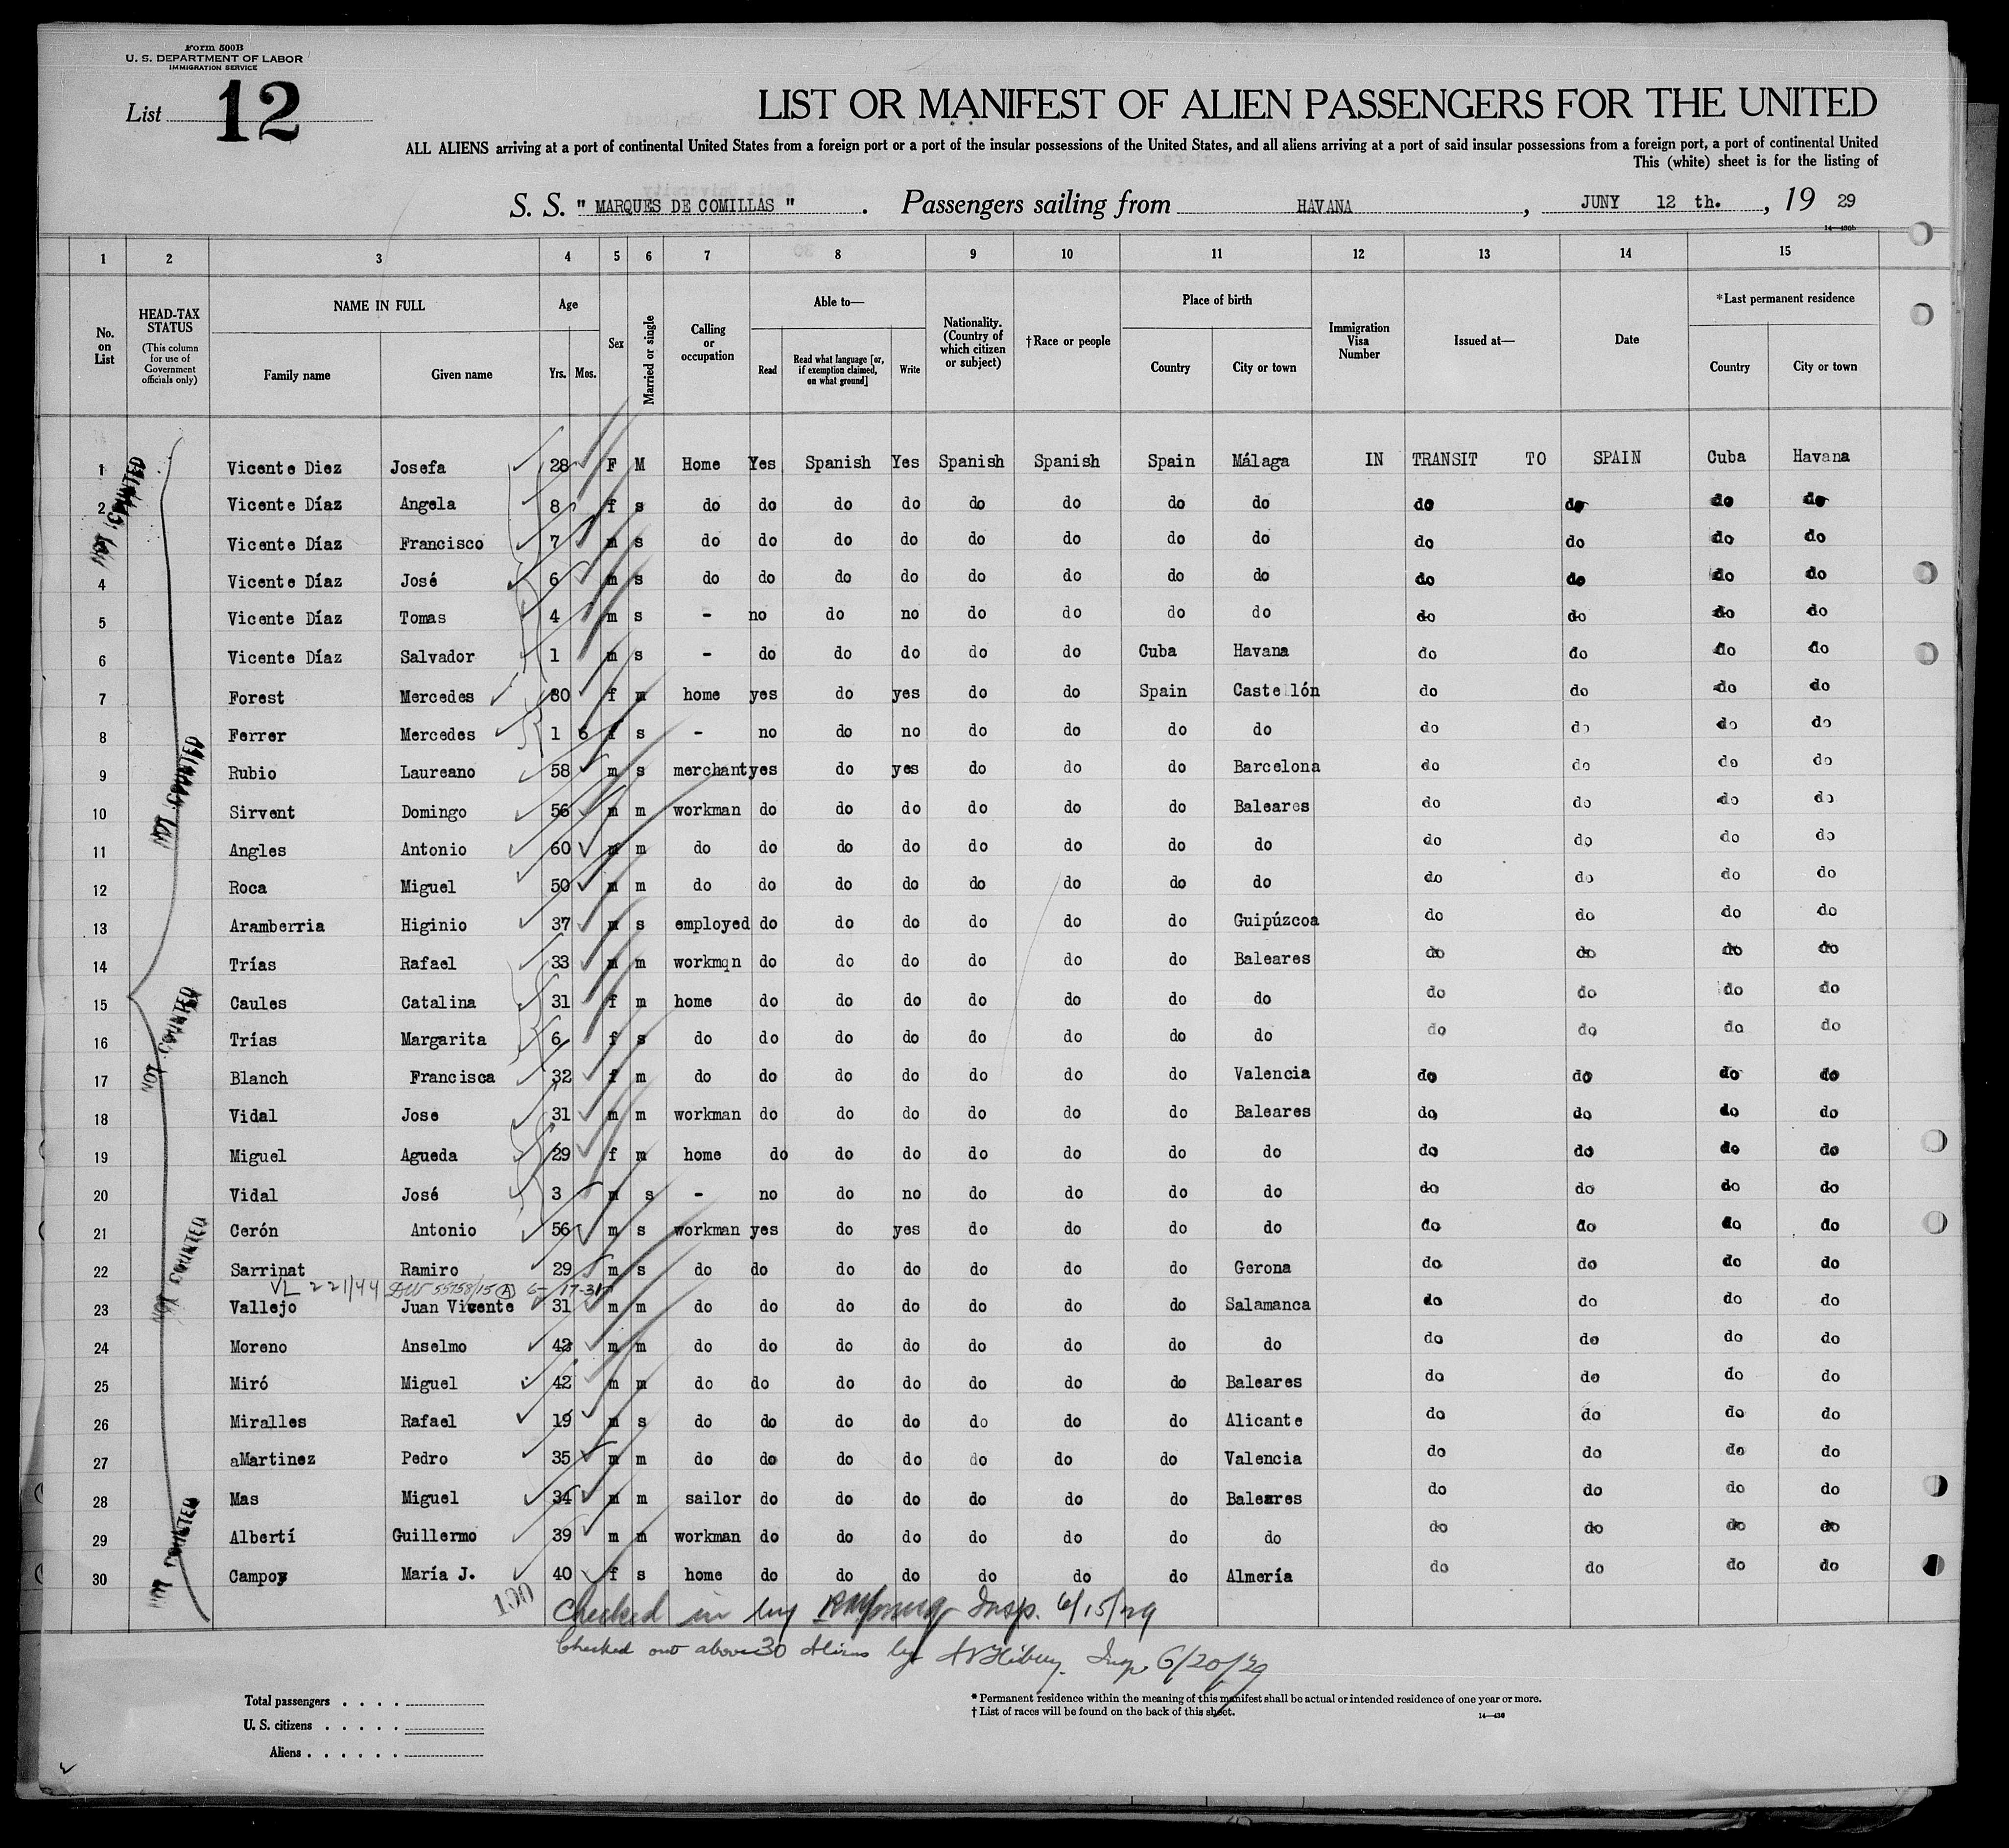 Form 500B
U. S. DEPARTMENT OF LABOR
IMMIGRATION SERVICE
List 12
LIST OR MANIFEST OF ALIEN PASSENGERS FOR THE UNITED
ALL ALIENS arriving at a port of continental United States from a foreign port or a port of the insular possessions of the United States, and all aliens arriving at a port of said insular possessions from a foreign port, a port of continental United
This (white) sheet is for the listing of
S. S. " MARQUES DE COMILLAS " . Passengers sailing from HAVANA , JUNY 12 th. , 19 29
14—430b
1 2 3 4 5 6 7 8 9 10 11 12 13 14 15
No. on List HEAD-TAX STATUS (This column for use of Government officials only) NAME IN FULL Family name Given name Age Yrs. Mos. Sex Married or single Calling or occupation Able to— Read Read what language [or, if exemption claimed, on what ground] Write Nationality. (Country of which citizen or subject) †Race or people Place of birth Country City or town Immigration Visa Number Issued at— Date *Last permanent residence Country City or town
1 Vicente Diez Josefa 28 F M Home Yes Spanish Yes Spanish Spanish Spain Málaga IN TRANSIT TO SPAIN Cuba Havana
2 Vicente Díaz Angela 8 f s do do do do do do do do do do do do
Vicente Díaz Francisco 7 m s do do do do do do do do do do do do
4 Vicente Díaz José 6 m s do do do do do do do do do do do do
5 Vicente Díaz Tomas 4 m s - no do no do do do do do do do do
6 Vicente Díaz Salvador 1 m s - do do do do do Cuba Havana do do do do
7 Forest Mercedes 30 f m home yes do yes do do Spain Castellón do do do do
8 Ferrer Mercedes 1 6 f s - no do no do do do do do do do do
9 Rubio Laureano 58 m s merchant yes do yes do do do Barcelona do do do do
10 Sirvent Domingo 56 m m workman do do do do do do Baleares do do do do
11 Angles Antonio 60 m m do do do do do do do do do do do do
12 Roca Miguel 50 m m do do do do do do do do do do do do
13 Aramberria Higinio 37 m s employed do do do do do do Guipúzcoa do do do do
14 Trías Rafael 33 m m workmqn do do do do do do Baleares do do do do
15 Caules Catalina 31 f m home do do do do do do do do do do do
16 Trías Margarita 6 f s do do do do do do do do do do do do
17 Blanch Francisca 32 f m do do do do do do do Valencia do do do do
18 Vidal Jose 31 m m workman do do do do do do Baleares do do do do
19 Miguel Agueda 29 f m home do do do do do do do do do do do
20 Vidal José 3 m s - no do no do do do do do do do do
21 Cerón Antonio 56 m s workman yes do yes do do do do do do do do
22 Sarrinat Ramiro 29 m s do do do do do do do Gerona do do do do
VL 221/44 55758/15 A 6-17-31
23 Vallejo Juan Vicente 31 m m do do do do do do do Salamanca do do do do
24 Moreno Anselmo 42 m m do do do do do do do do do do do do
25 Miró Miguel 42 m m do do do do do do do Baleares do do do do
26 Miralles Rafael 19 m s do do do do do do do Alicante do do do do
27 aMartinez Pedro 35 m m do do do do do do do Valencia do do do do
28 Mas Miguel 34 m m sailor do do do do do do Baleares do do do do
29 Albertí Guillermo 39 m m workman do do do do do do do do do do do
30 Campoy María J. 40 f s home do do do do do do Almería do do do do
NOT COUNTED
NOT COUNTED
NOT COUNTED
NOT COUNTED
NOT COUNTED
100
Checked in by Insp. 6/15/29
Checked out above 30 Aliens by Insp. 6/20/29
Total passengers . . . .
U. S. citizens . . . . .
Aliens . . . . . .
* Permanent residence within the meaning of this manifest shall be actual or intended residence of one year or more.
† List of races will be found on the back of this sheet.
14—430